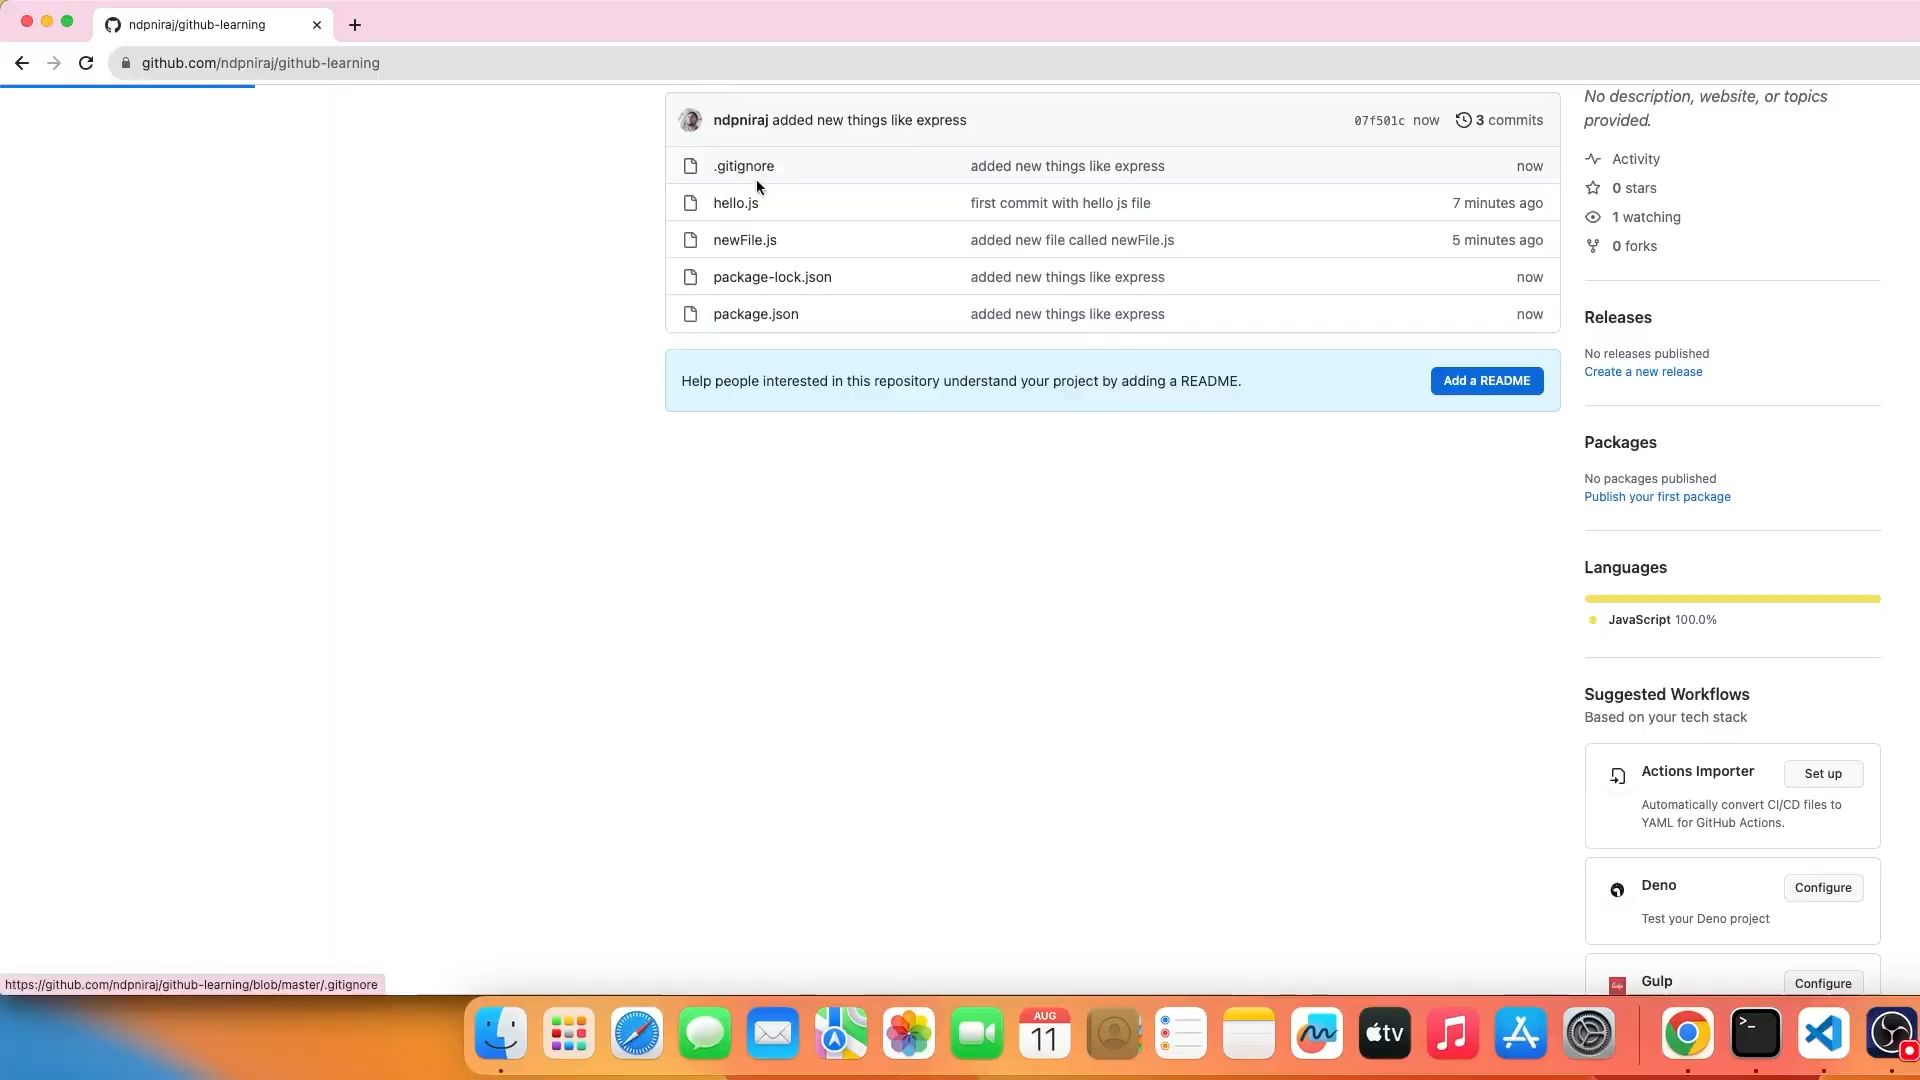 ndpniraj/github-learning
github.com/ndpniraj/github-learning
ndpniraj added new things like express 07f501c now 3 commits
.gitignore added new things like express now
hello.js first commit with hello js file 7 minutes ago
newFile.js added new file called newFile.js 5 minutes ago
package-lock.json added new things like express now
package.json added new things like express now
Help people interested in this repository understand your project by adding a README. Add a README
No description, website, or topics
provided.
Activity
0 stars
1 watching
0 forks
Releases
No releases published
Create a new release
Packages
No packages published
Publish your first package
Languages
JavaScript 100.0%
Suggested Workflows
Based on your tech stack
Actions Importer Set up
Automatically convert CI/CD files to
YAML for GitHub Actions.
Deno Configure
Test your Deno project
Gulp Configure
https://github.com/ndpniraj/github-learning/blob/master/.gitignore
AUG
11
tv
>_